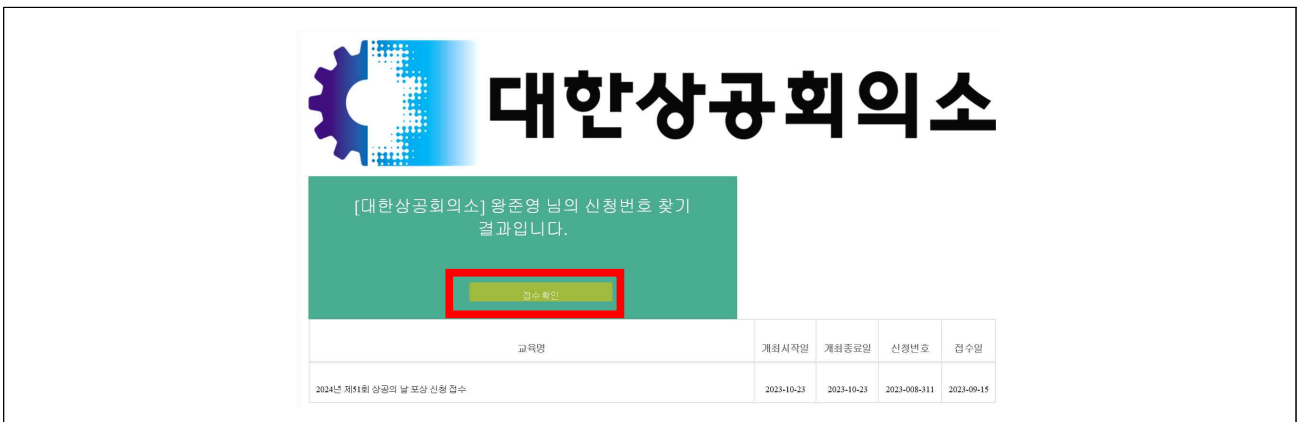 대한상공회의소
[대한상공회의소] 왕준영 님의 신청번호 찾기
결과입니다.
접수확인
교육명 개최시작일 개최종료일 신청번호 접수일
2024년 제51회 상공의 날 포상 신청 접수 2023-10-23 2023-10-23 2023-008-311 2023-09-15